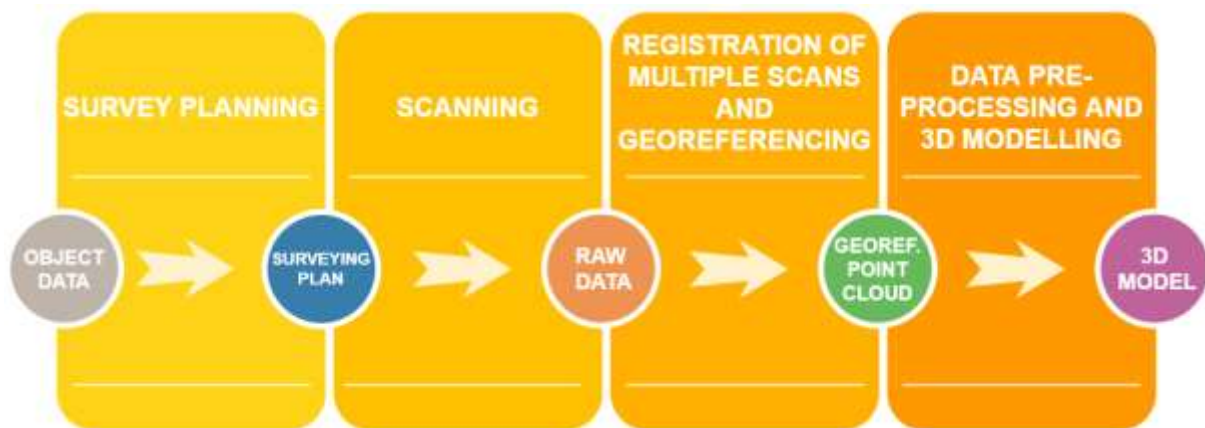 SURVEY PLANNING
SCANNING
REGISTRATION OF
MULTIPLE SCANS
AND
GEOREFERENCING
DATA PRE-
PROCESSING AND
3D MODELLING
OBJECT
DATA
SURVEYING
PLAN
RAW
DATA
GEOREF.
POINT
CLOUD
3D
MODEL